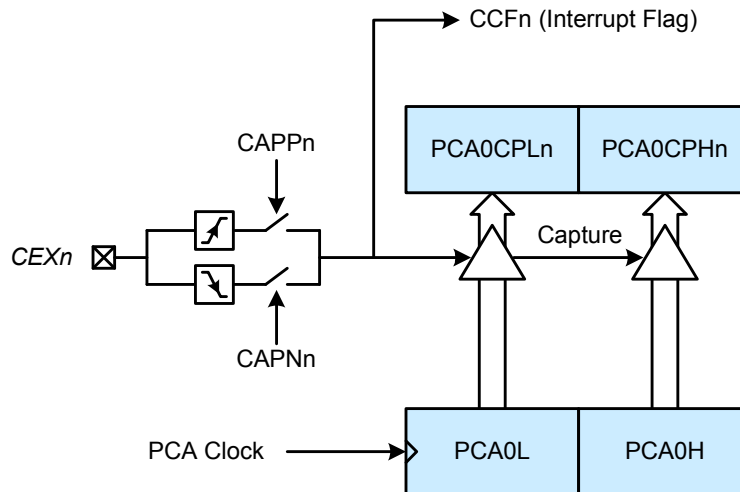 CCFn (Interrupt Flag)
PCA0CPLn PCA0CPHn
CAPPn
Capture
CEXn
CAPNn
PCA Clock
PCA0L PCA0H